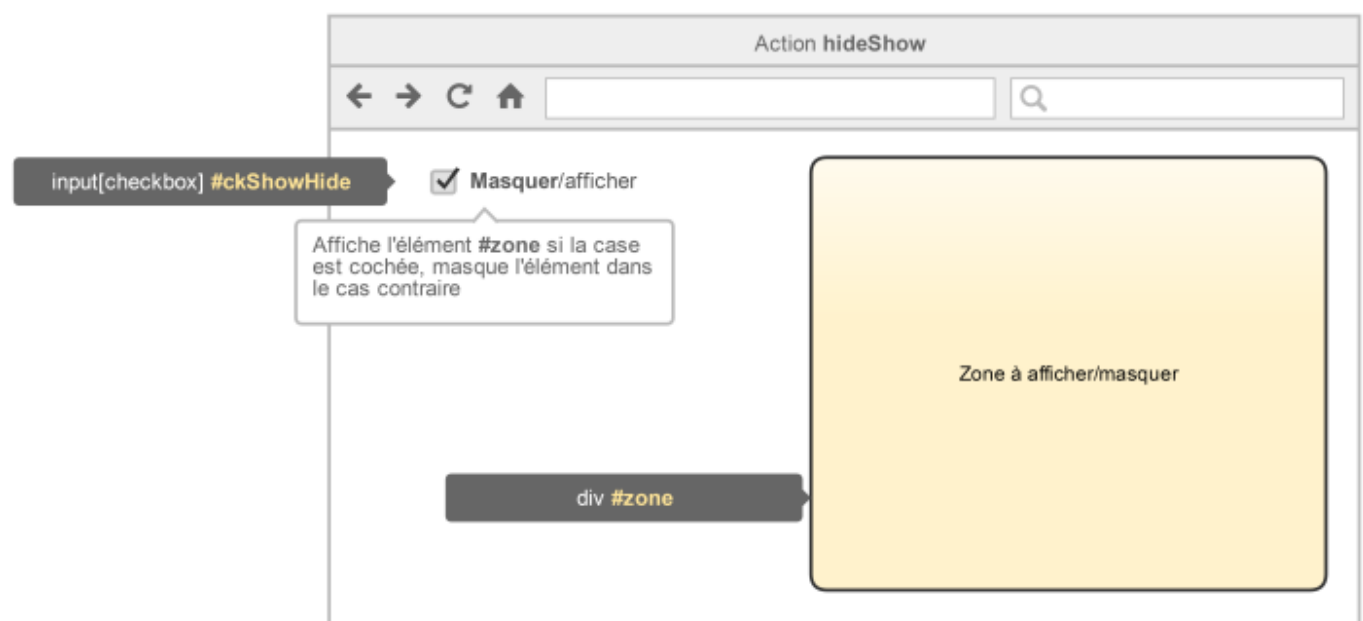 Action hideShow
input[checkbox] #ckShowHide
Masquer/afficher
Affiche l'élément #zone si la case
est cochée, masque l'élément dans
le cas contraire
Zone à afficher/masquer
div #zone